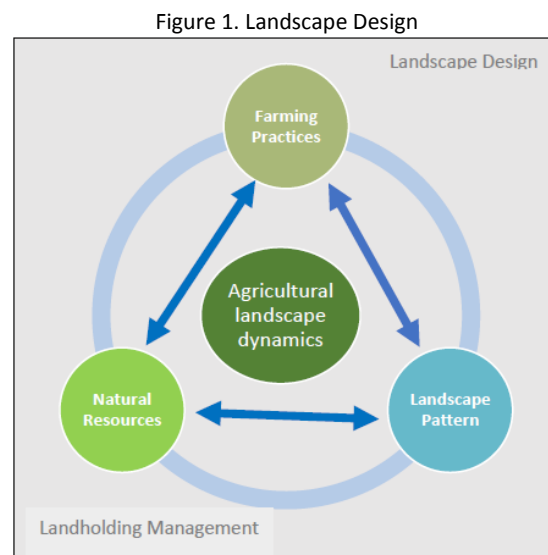 Figure 1. Landscape Design
Landscape Design
Farming
Practices
Agricultural
landscape
dynamics
Natural
Resources
Landscape
Pattern
Landholding Management